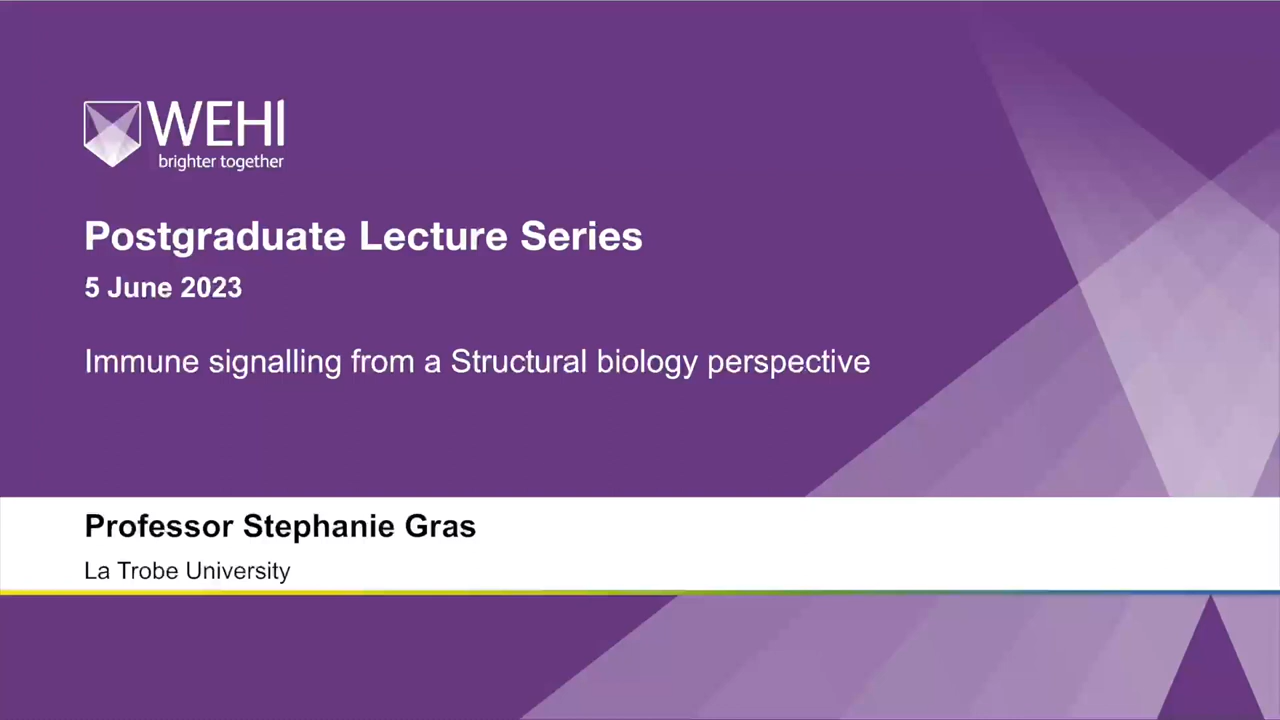 WEHI
brighter together
Postgraduate Lecture Series
5 June 2023
Immune signalling from a Structural biology perspective
Professor Stephanie Gras
La Trobe University